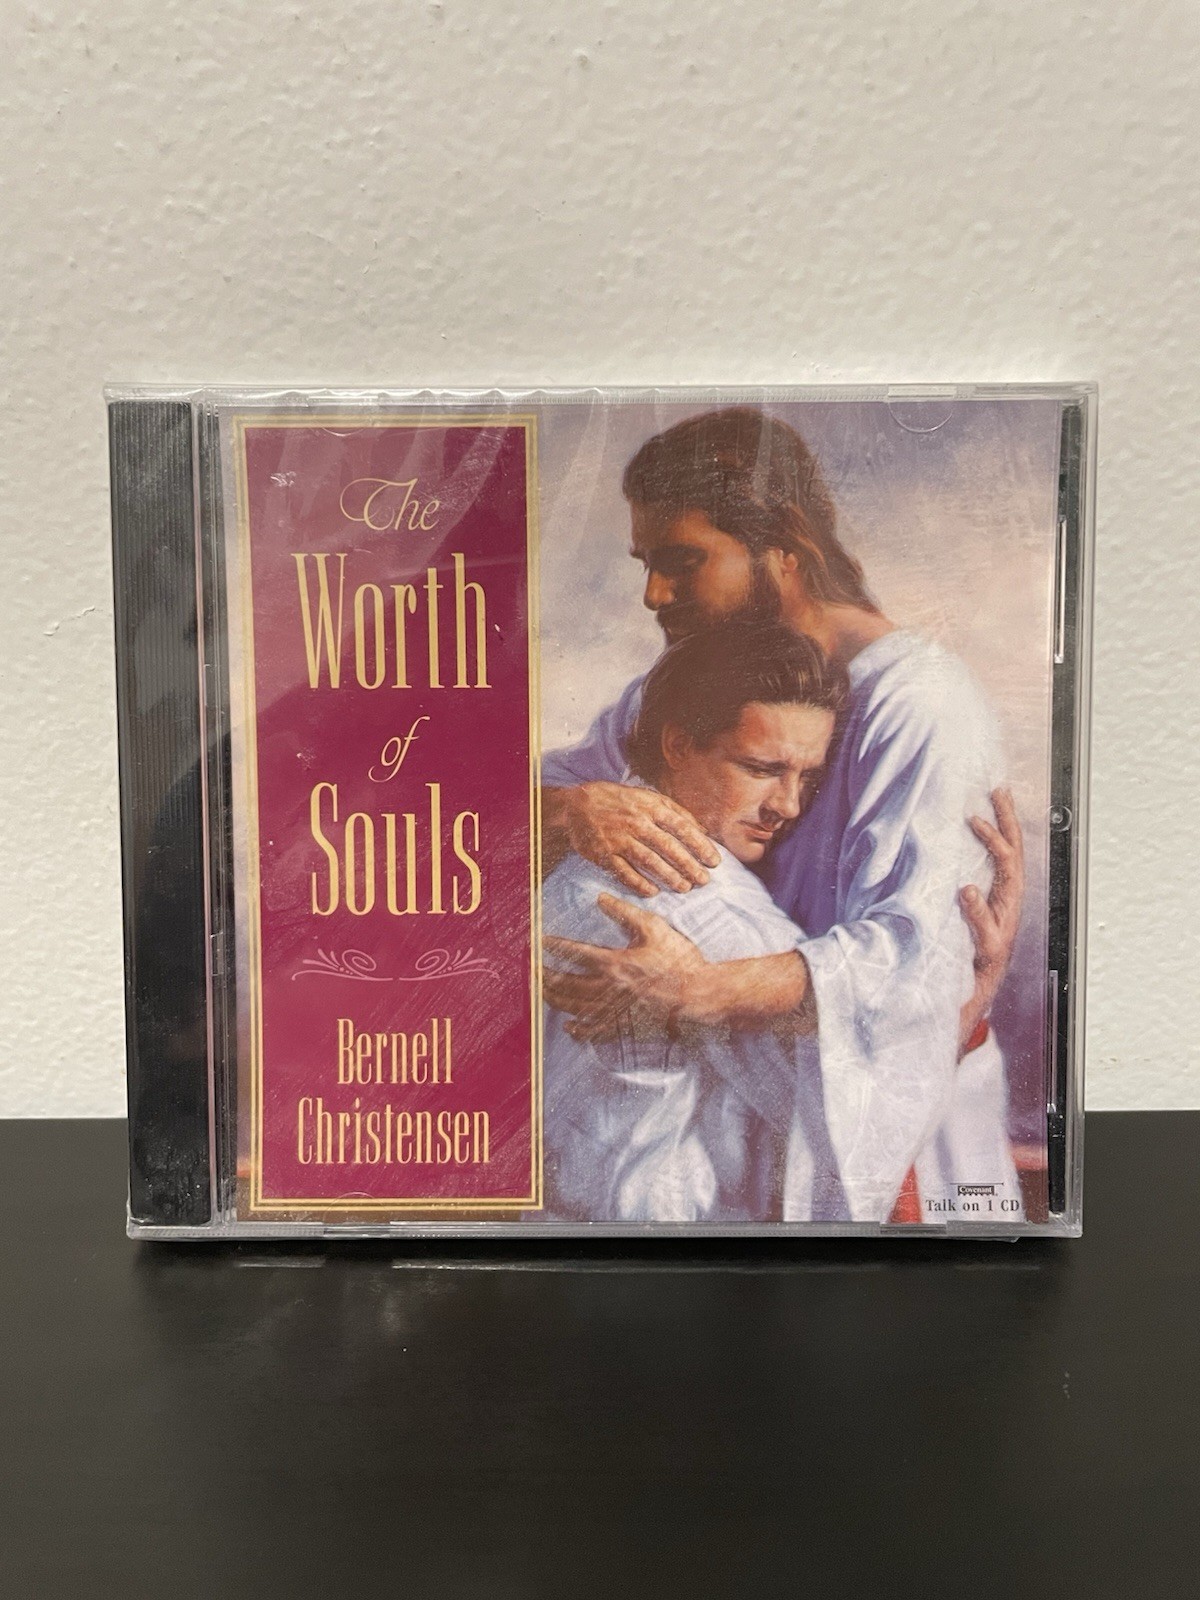 The
Worth
of
Souls
Bernell
Christensen
Covenant
Talk on 1 CD